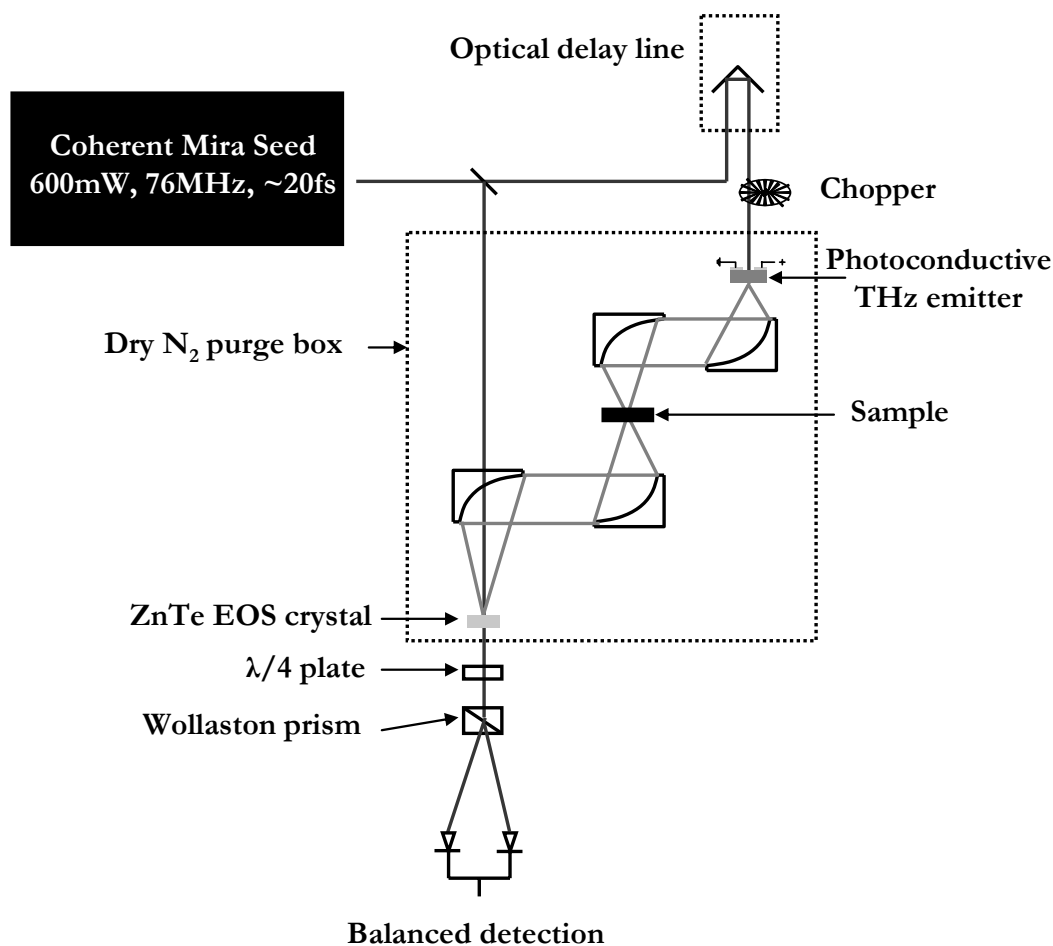 Optical delay line
Coherent Mira Seed
600mW, 76MHz, ~20fs
Chopper
+
Photoconductive
THz emitter
Dry N₂ purge box
Sample
ZnTe EOS crystal
λ/4 plate
Wollaston prism
Balanced detection